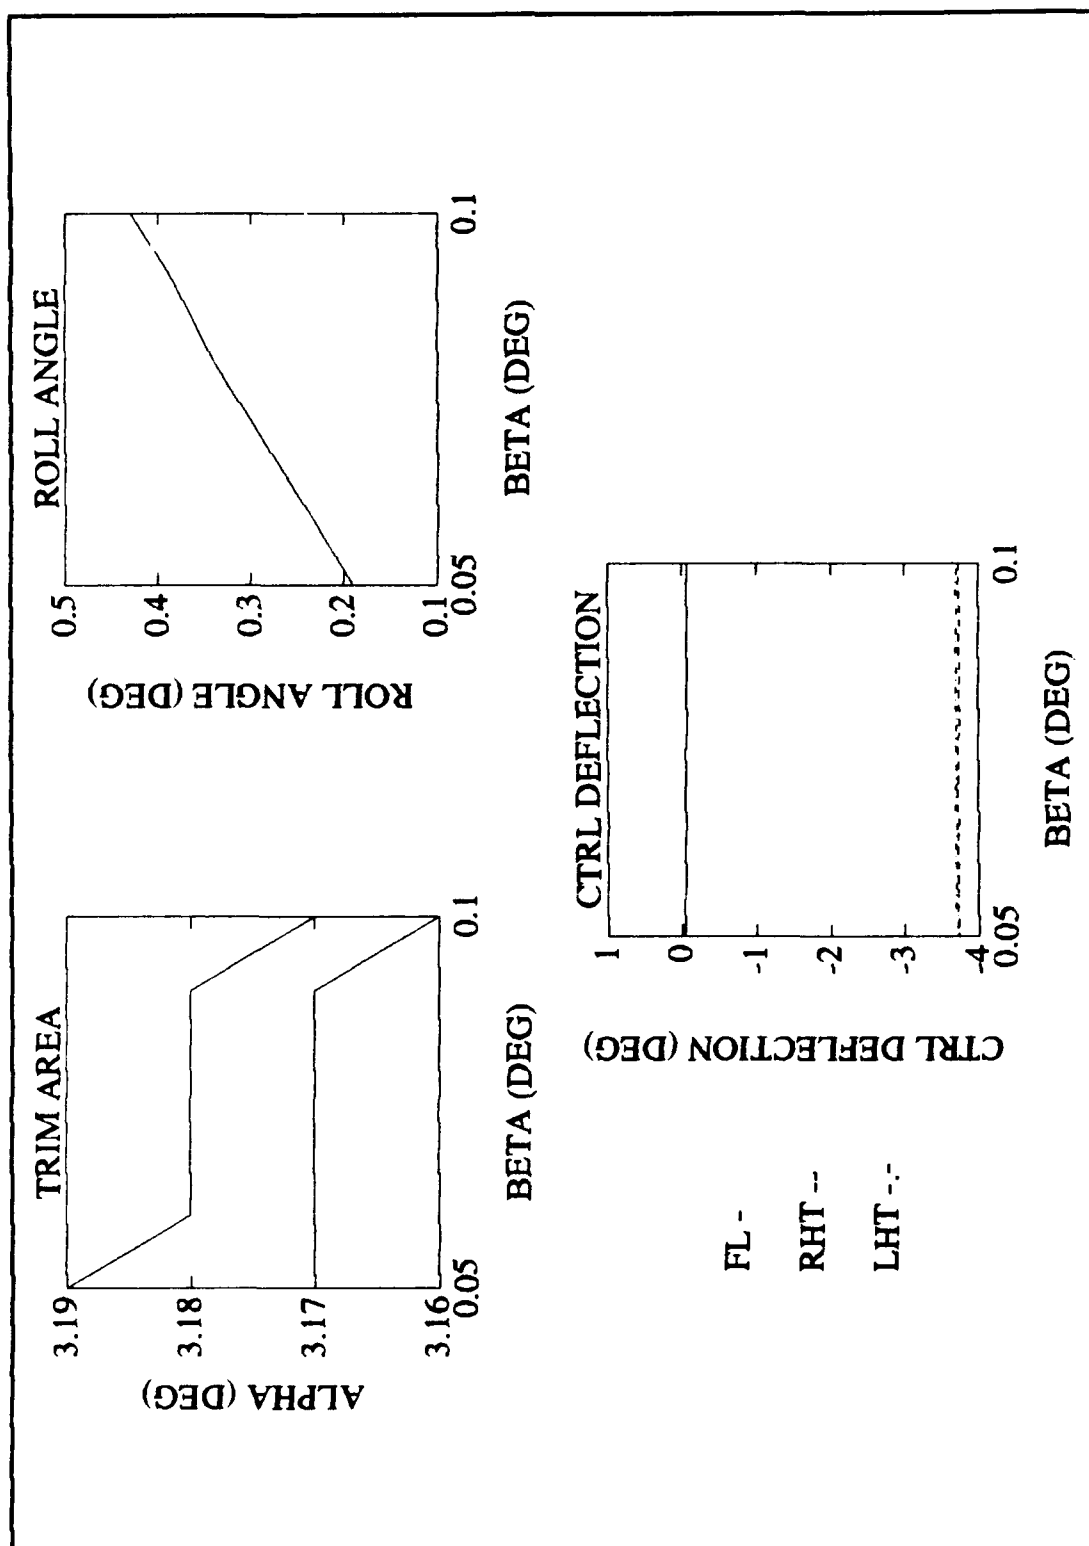 TRIM AREA
3.19
3.18
3.17
3.16
0.05
0.1
ALPHA (DEG)
BETA (DEG)
ROLL ANGLE
0.5
0.4
0.3
0.2
0.1
0.05
0.1
ROLL ANGLE (DEG)
BETA (DEG)
CTRL DEFLECTION
1
0
-1
-2
-3
-4
0.05
0.1
CTRL DEFLECTION (DEG)
BETA (DEG)
FL -
RHT --
LHT -.-